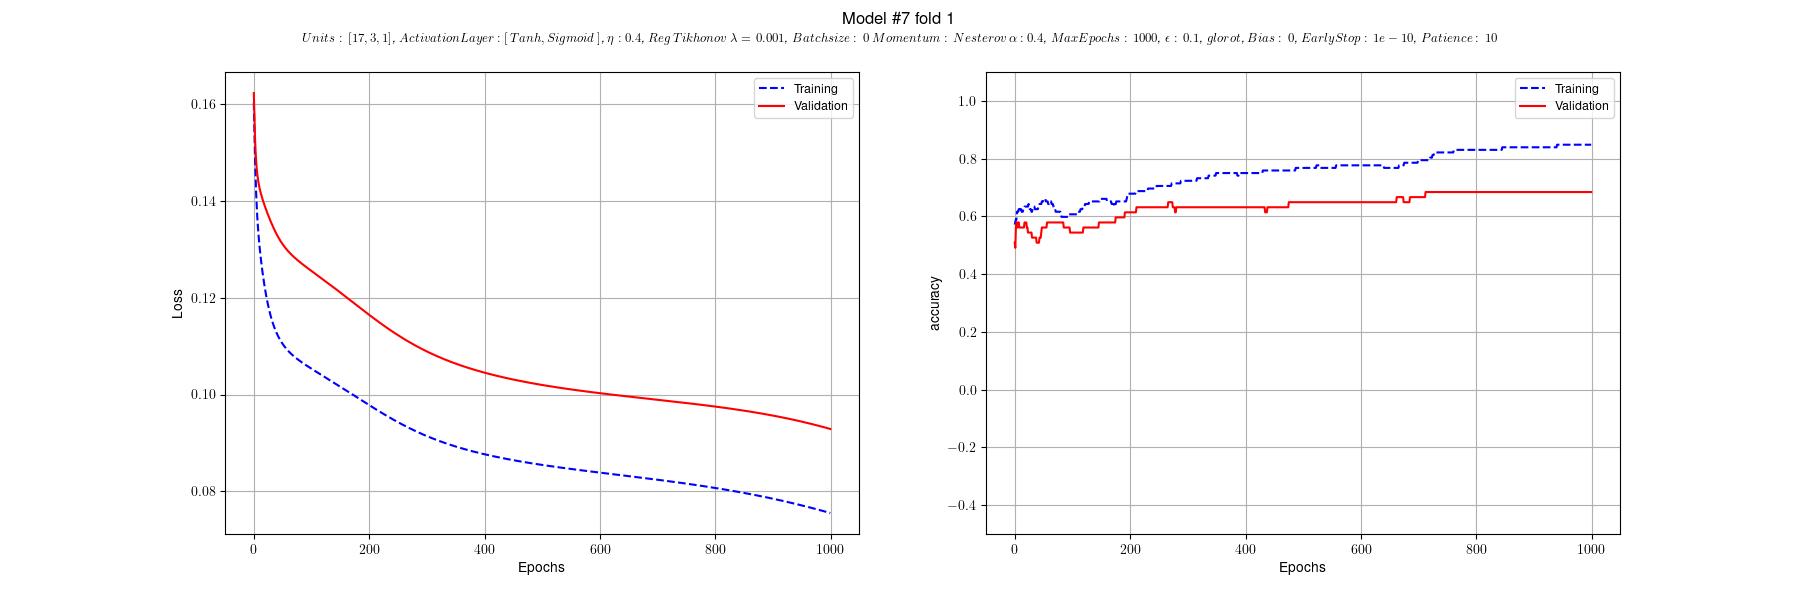 Model #7 fold 1
Units : [17, 3, 1], ActivationLayer : [ Tanh, Sigmoid ], η : 0.4, Reg Tikhonov λ = 0.001, Batchsize : 0 Momentum : Nesterov α : 0.4, MaxEpochs : 1000, ϵ : 0.1, glorot, Bias : 0, EarlyStop : 1e − 10, Patience : 10
Training
Validation
0.16
0.14
0.12
0.10
0.08
Loss
0 200 400 600 800 1000
Epochs
Training
Validation
1.0
0.8
0.6
0.4
0.2
0.0
−0.2
−0.4
accuracy
0 200 400 600 800 1000
Epochs